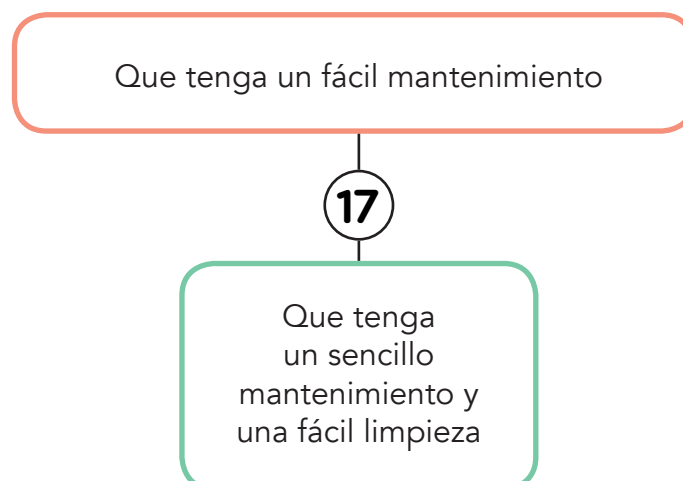 Que tenga un fácil mantenimiento
17
Que tenga
un sencillo
mantenimiento y
una fácil limpieza